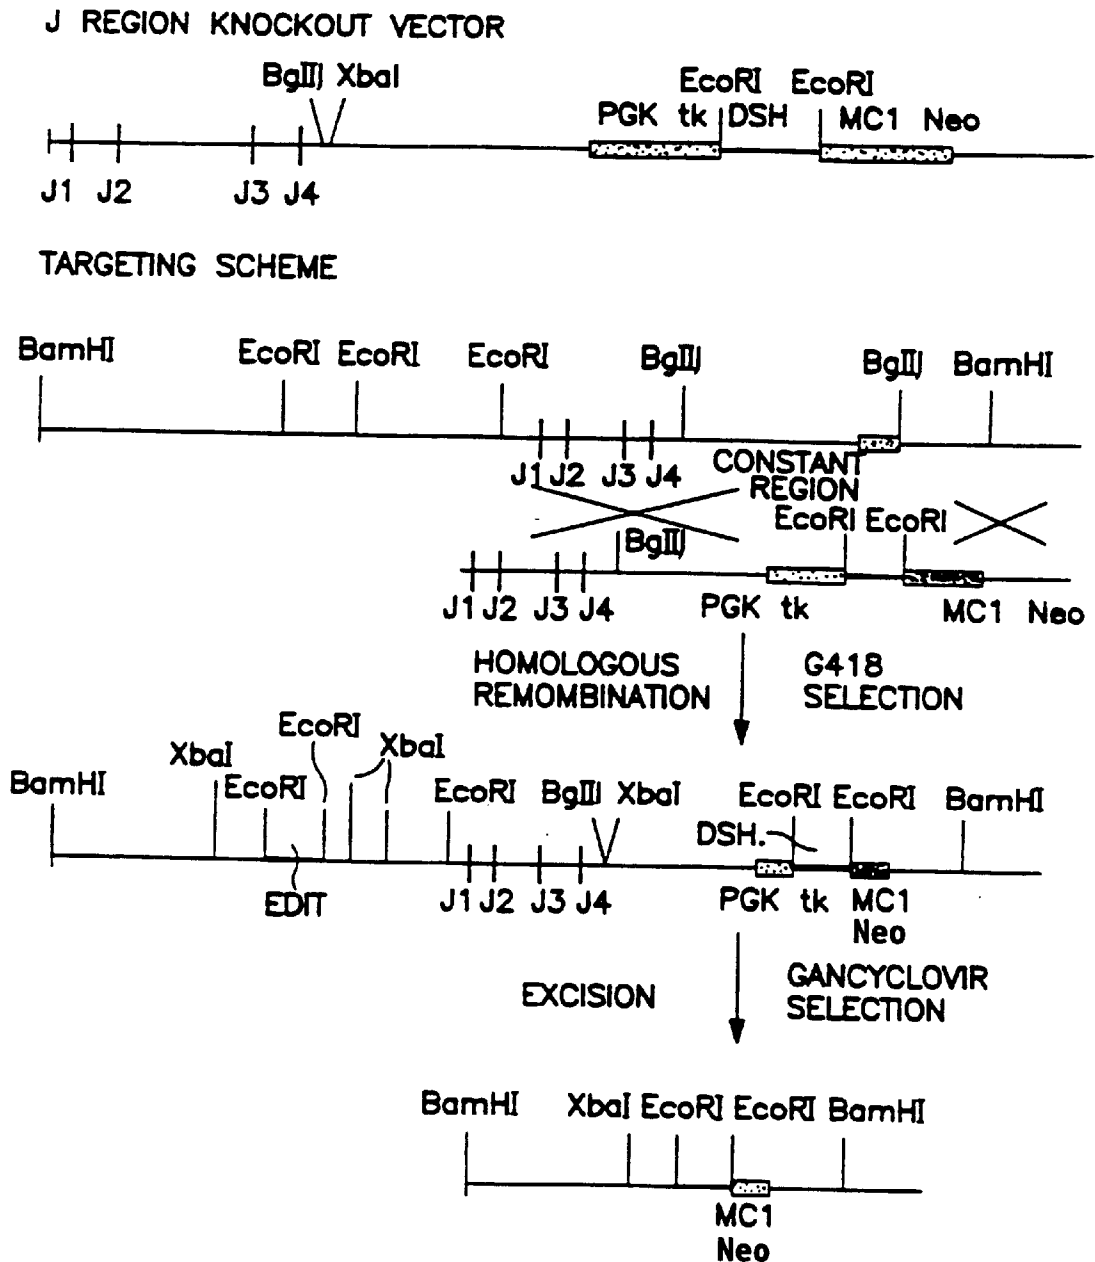 J REGION KNOCKOUT VECTOR
BglII XbaI
EcoRI EcoRI
PGK tk DSH MC1 Neo
J1 J2 J3 J4
TARGETING SCHEME
BamHI EcoRI EcoRI EcoRI BglII BglII BamHI
J1 J2 J3 J4 CONSTANT
REGION
EcoRI EcoRI
BglII
J1 J2 J3 J4 PGK tk MC1 Neo
HOMOLOGOUS G418
REMOMBINATION SELECTION
EcoRI
XbaI XbaI
BamHI EcoRI EcoRI BglII XbaI EcoRI EcoRI BamHI
DSH.
EDIT J1 J2 J3 J4 PGK tk MC1
Neo
EXCISION GANCYCLOVIR
SELECTION
BamHI XbaI EcoRI EcoRI BamHI
MC1
Neo